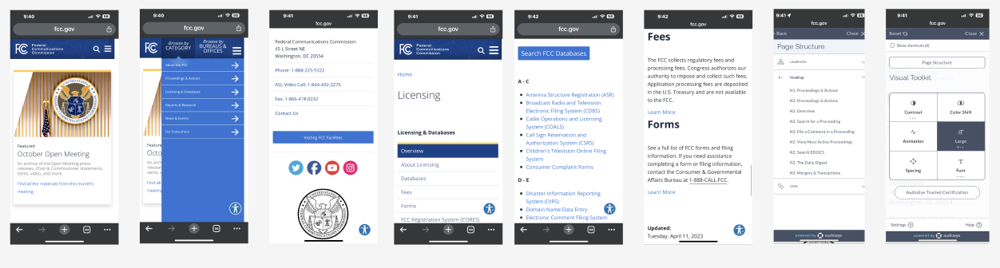 9:40
fcc.gov
FCC
Federal
Communications
Commission
Featured
October Open Meeting
An archive of the Open Meeting press
releases, Chair & Commissioner statements,
items, video, and more.
Find all the materials from this month's
meeting
9:40
fcc.gov
FCC
Browse by
CATEGORY
Browse by
BUREAUS &
OFFICES
About the FCC
Proceedings & Actions
Licensing & Databases
Reports & Research
News & Events
For Consumers
Featured
Octo
An archiv
releases,
items, vid
Find all
meeting
9:41
fcc.gov
Federal Communications Commission
45 L Street NE
Washington, DC 20554
Phone: 1-888-225-5322
ASL Video Call: 1-844-432-2275
Fax: 1-866-418-0232
Contact Us
Visiting FCC Facilities
9:41
fcc.gov
FCC
Federal
Communications
Commission
Home
Licensing
Licensing & Databases
Overview
About Licensing
Databases
Fees
Forms
FCC Registration System (CORES)
9:42
fcc.gov
Search FCC Databases
A - C
Antenna Structure Registration (ASR)
Broadcast Radio and Television
Electronic Filing System (CDBS)
Cable Operations and Licensing
System (COALS)
Call Sign Reservation and
Authorization System (CSRS)
Children's Television Online Filing
System
Consumer Complaint Forms
D - E
Disaster Information Reporting
System (DIRS)
Domain Name Data Entry
Electronic Comment Filing System
9:42
fcc.gov
Fees
The FCC collects regulatory fees and
processing fees. Congress authorizes our
authority to impose and collect such fees.
Application processing fees are deposited
in the U.S. Treasury and are not available
to the FCC.
Learn More
Forms
See a full list of FCC forms and filing
information. If you need assistance
completing a form or filing information,
contact the Consumer & Governmental
Affairs Bureau at 1-888-CALL-FCC.
Learn More
Updated:
Tuesday, April 11, 2023
9:41
fcc.gov
Back
Close
Page Structure
Landmarks
Headings
H1: Proceedings & Actions
H2: Proceedings & Actions
H2: Overview
H2: Search for a Proceeding
H2: File a Comment in a Proceeding
H2: View Most Active Proceedings
H2: Search EDOCS
H2: The Daily Digest
H2: Mergers & Transactions
Links
powered by audioeye
9:41
fcc.gov
Reset
Close
Show shortcuts (d)
Page Structure
Visual Toolkit
Contrast
Color Shift
Animation
Large
Spacing
Font
AudioEye Trusted Certification
Settings
Help
powered by audioeye